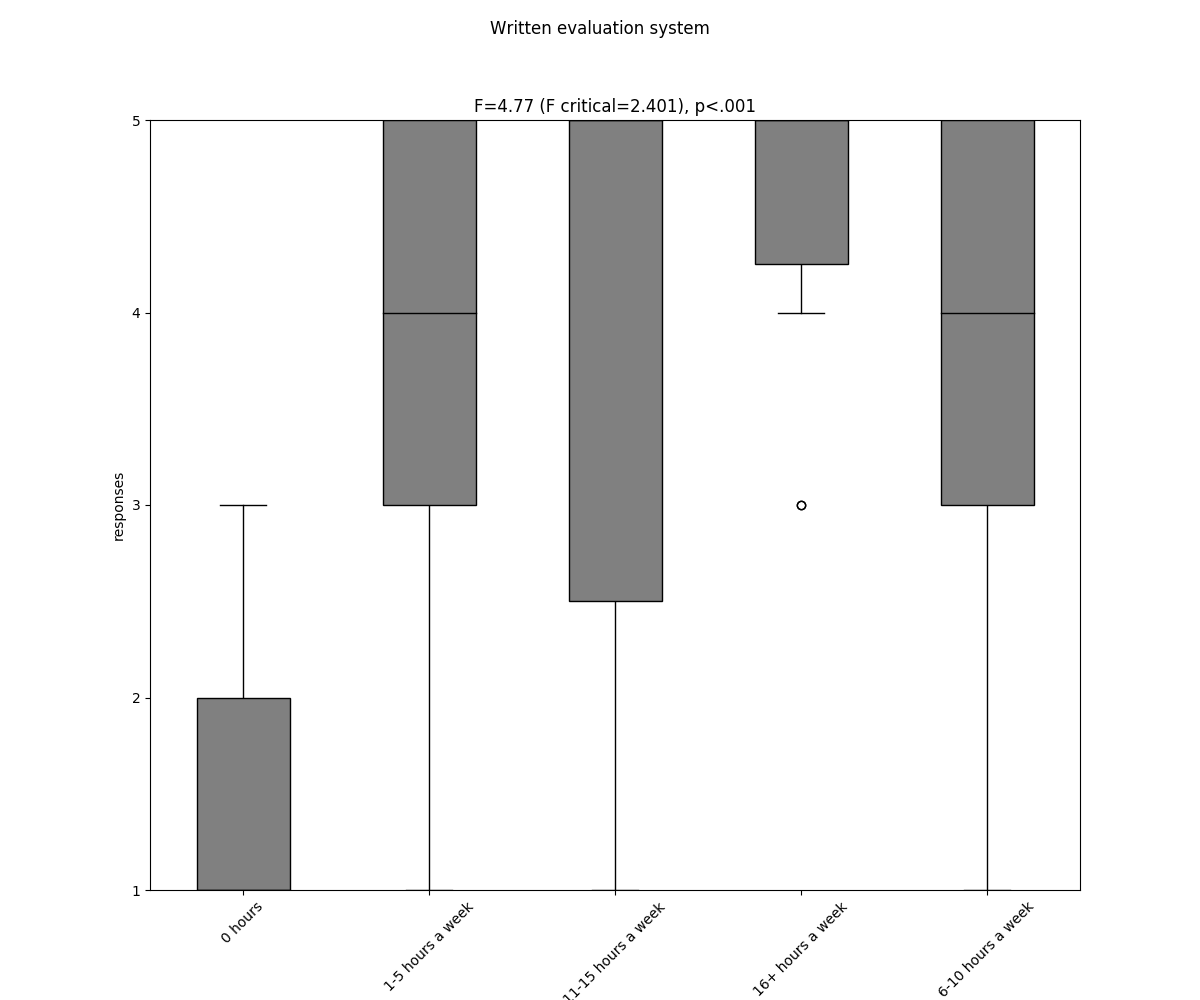 Written evaluation system
F=4.77 (F critical=2.401), p<.001
5
4
3
2
1
responses
0 hours
1-5 hours a week
11-15 hours a week
16+ hours a week
6-10 hours a week